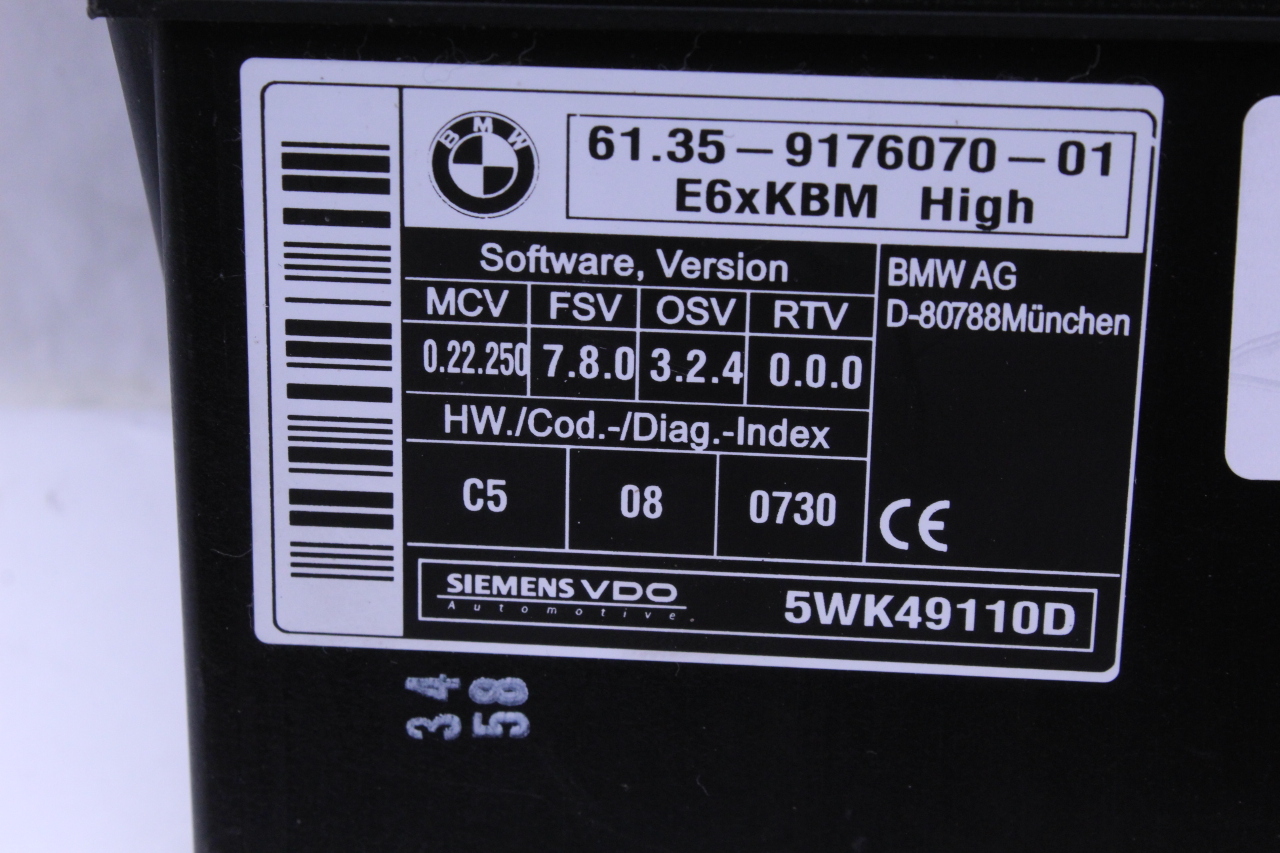 BMW
61.35-9176070-01
E6xKBM High
Software, Version
MCV FSV OSV RTV
0.22.250 7.8.0 3.2.4 0.0.0
BMW AG
D-80788München
HW./Cod.-/Diag.-Index
C5 08 0730
CE
SIEMENS VDO
Automotive
5WK49110D
34
58